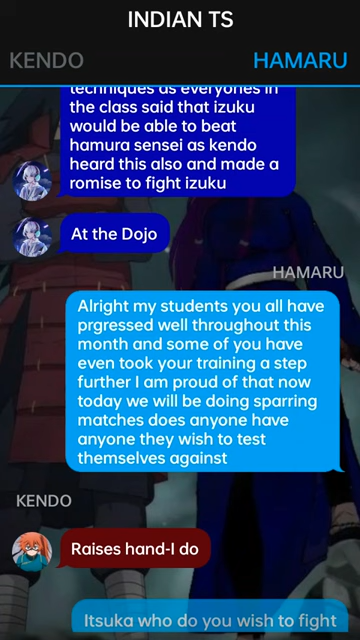 INDIAN TS
KENDO HAMARU
techniques as everyones in
the class said that izuku
would be able to beat
hamura sensei as kendo
heard this also and made a
romise to fight izuku
At the Dojo
HAMARU
Alright my students you all have
prgressed well throughout this
month and some of you have
even took your training a step
further I am proud of that now
today we will be doing sparring
matches does anyone have
anyone they wish to test
themselves against
KENDO
Raises hand-I do
Itsuka who do you wish to fight